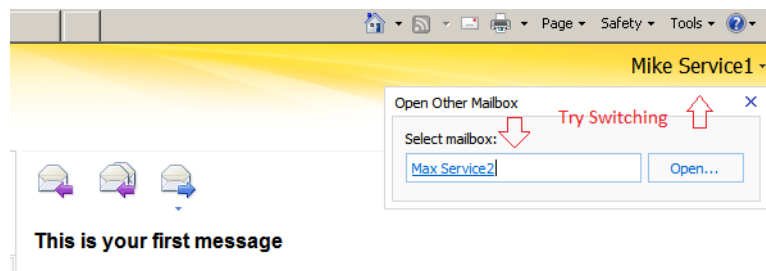 Page Safety Tools
Mike Service1
Open Other Mailbox
Try Switching
Select mailbox:
Max Service2 Open...
This is your first message